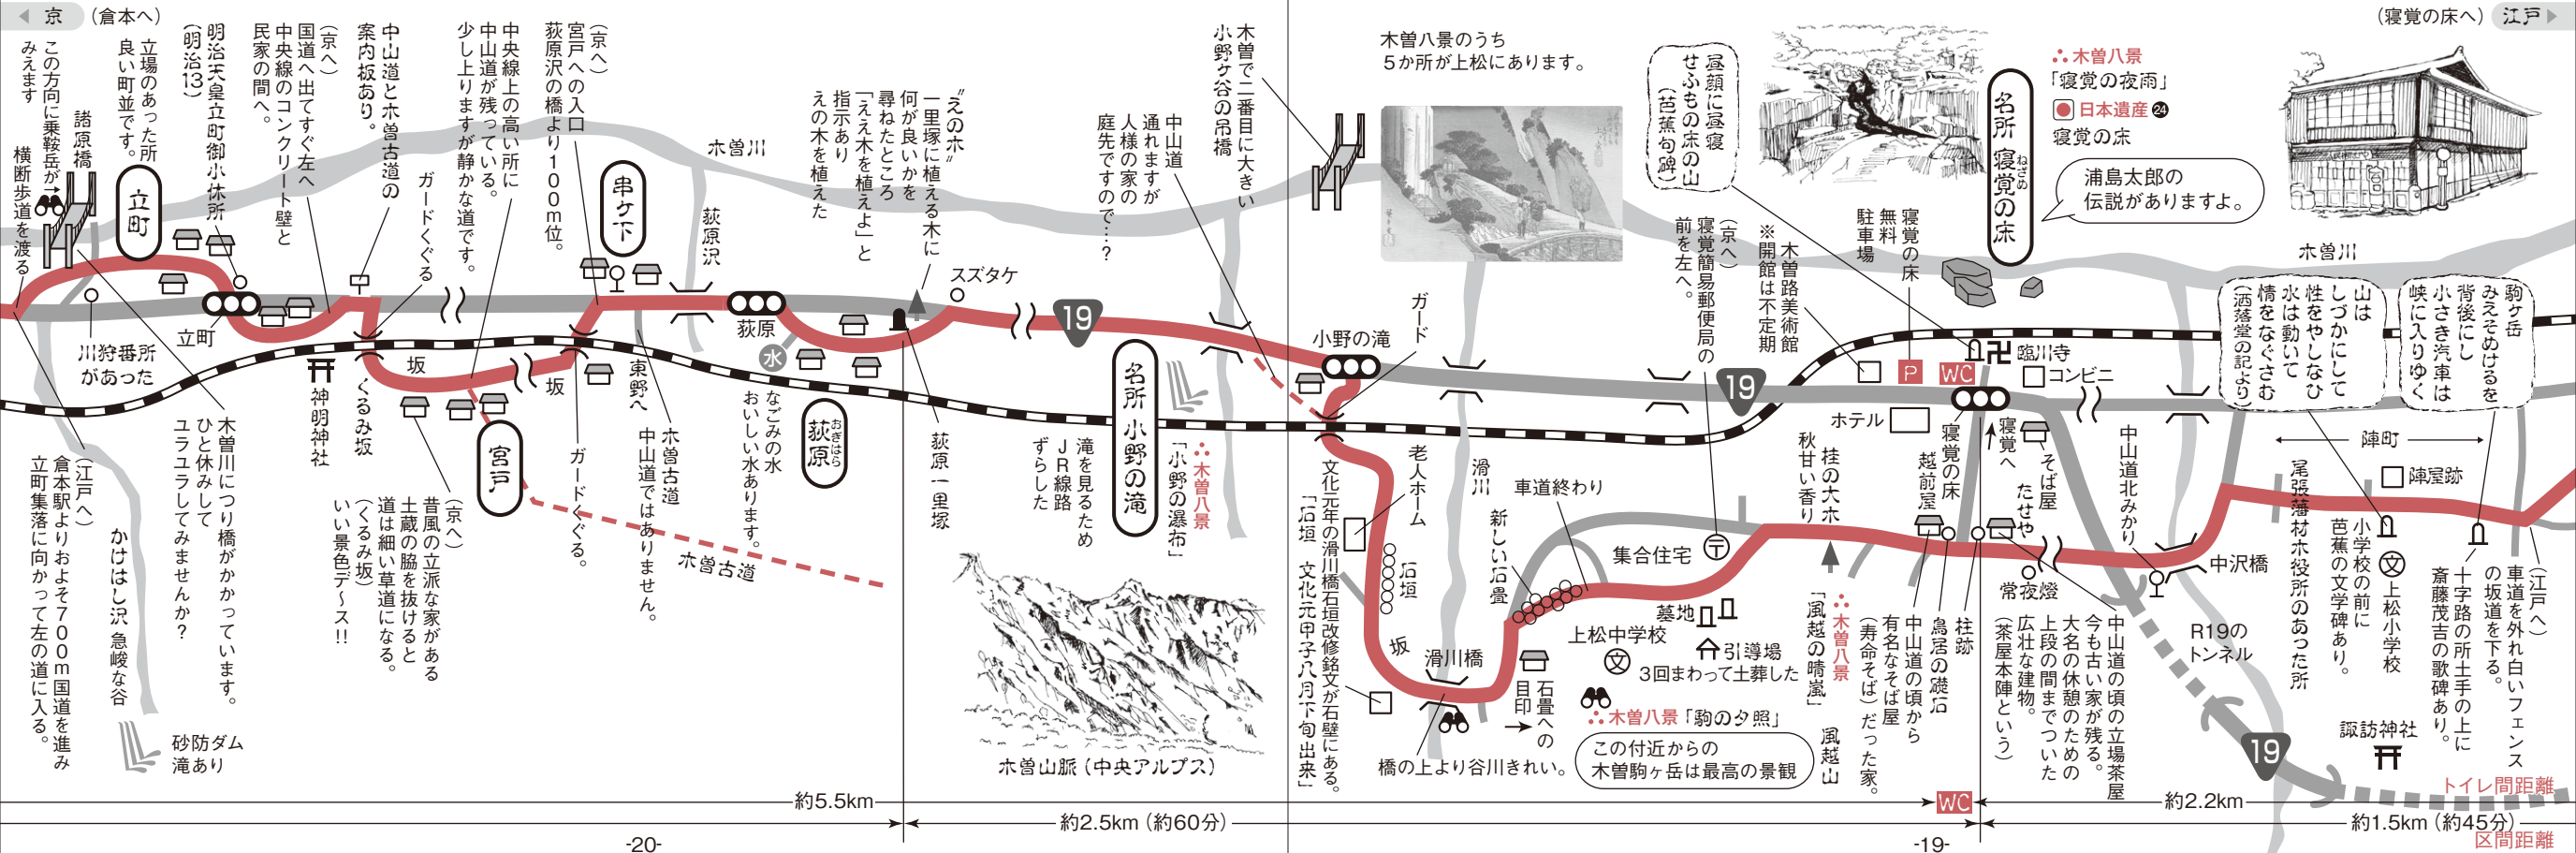 江戸
(寝覚の床へ)
木曽八景
「寝覚の夜雨」
日本遺産 24
寝覚の床
浦島太郎の
伝説がありますよ。
名所 寝覚の床
ねざめ
木曽川
駒ヶ岳
みえそめけるを
背後にし
小さき汽車は
峡に入りゆく
山は
しづかにして
性をやしなひ
水は動いて
情をなぐさむ
(洒落堂の記より)
陣町
陣屋跡
(江戸へ)
車道を外れ白いフェンス
の坂道を下る。
十字路の所土手の上に
斎藤茂吉の歌碑あり。
文
上松小学校
小学校の前に
芭蕉の文学碑あり。
尾張藩材木役所のあった所
中沢橋
中山道北みかり
R19の
トンネル
19
諏訪神社
トイレ間距離
約2.2km
約1.5km(約45分)
区間距離
臨川寺
コンビニ
P
WC
寝覚の床
無料
駐車場
木曽路美術館
※開館は不定期
昼顔に昼寝
せふもの床の山
(芭蕉句碑)
ホテル
寝覚へ
そば屋
たせや
常夜燈
中山道の頃の立場茶屋
今も古い家が残る。
大名の休憩のための
上段の間までついた
広壮な建物。
(茶屋本陣という)
柱跡
鳥居の礎石
寝覚の床
越前屋
中山道の頃から
有名なそば屋
(寿命そば)だった家。
桂の大木
秋甘い香り
木曽八景
「風越の晴嵐」
風越山
19
(京へ)
寝覚簡易郵便局の
前を左へ。
集合住宅
墓地
引導場
3回まわって土葬した
上松中学校
文
木曽八景「駒の夕照」
この付近からの
木曽駒ヶ岳は最高の景観
車道終わり
新しい石畳
石畳への
目印
滑川
滑川橋
橋の上より谷川きれい。
坂
石垣
老人ホーム
文化元年の滑川橋石垣改修銘文が石壁にある。
「石垣 文化元甲子八月下旬出来」
ガード
小野の滝
木曽八景のうち
5か所が上松にあります。
WC
-19-
木曽で二番目に大きい
小野ヶ谷の吊橋
中山道
通れますが
人様の家の
庭先ですので…?
19
名所 小野の滝
木曽八景
「小野の瀑布」
滝を見るため
JR線路
ずらした
木曽山脈(中央アルプス)
約2.5km(約60分)
スズタケ
"えの木"
一里塚に植える木に
何が良いかを
尋ねたところ
「ええ木を植えよ」と
指示あり
えの木を植えた
荻原一里塚
荻原
水
荻原
おぎはら
なごみの水
おいしい水あります。
木曽川
荻原沢
東野へ
木曽古道
中山道ではありません。
木曽古道
串ヶ下
(京へ)
宮戸への入口
荻原沢の橋より100m位。
ガードくぐる。
坂
宮戸
中央線上の高い所に
中山道が残っている。
少し上りますが静かな道です。
坂
ガードくぐる
くるみ坂
(京へ)
昔風の立派な家がある
土蔵の脇を抜けると
道は細い草道になる。
(くるみ坂)
いい景色デ〜ス!!
中山道と木曽古道の
案内板あり。
(京へ)
国道へ出てすぐ左へ
中央線のコンクリート壁と
民家の間へ。
神明神社
明治天皇立町御小休所
(明治13)
立町
立町
立場のあった所
良い町並です。
諸原橋
この方向に乗鞍岳が
みえます
横断歩道を渡る
川狩番所
があった
木曽川につり橋がかかっています。
ひと休みして
ユラユラしてみませんか?
かけはし沢 急峻な谷
砂防ダム
滝あり
(江戸へ)
倉本駅よりおよそ700m国道を進み
立町集落に向かって左の道に入る。
京
(倉本へ)
約5.5km
-20-